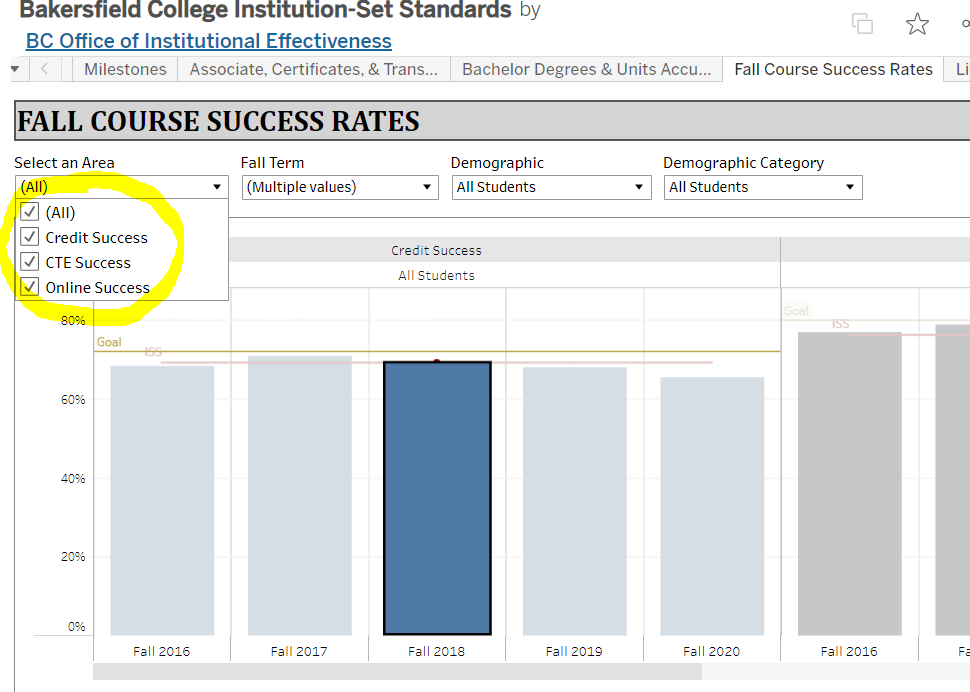 Bakersfield College Institution-Set Standards by
BC Office of Institutional Effectiveness
Milestones Associate, Certificates, & Trans... Bachelor Degrees & Units Accu... Fall Course Success Rates Li
FALL COURSE SUCCESS RATES
Select an Area Fall Term Demographic Demographic Category
(All) (Multiple values) All Students All Students
(All)
Credit Success
CTE Success
Online Success
Credit Success
All Students
80%
Goal
ISS
Goal
ISS
60%
40%
20%
0%
Fall 2016 Fall 2017 Fall 2018 Fall 2019 Fall 2020 Fall 2016 Fa